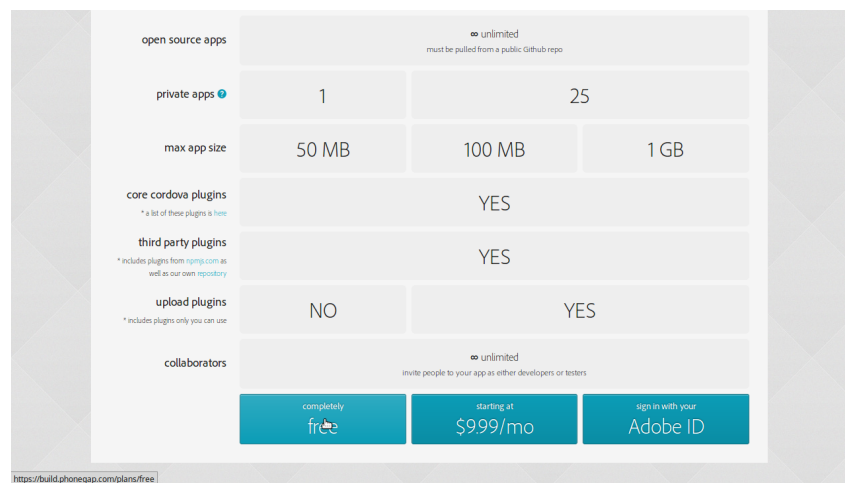 open source apps
∞ unlimited
must be pulled from a public Github repo
private apps ?
1
25
max app size
50 MB
100 MB
1 GB
core cordova plugins
* a list of these plugins is here
YES
third party plugins
* includes plugins from npmjs.com as
well as our own repository
YES
upload plugins
* includes plugins only you can use
NO
YES
collaborators
∞ unlimited
invite people to your app as either developers or testers
completely
free
starting at
$9.99/mo
sign in with your
Adobe ID
https://build.phonegap.com/plans/free